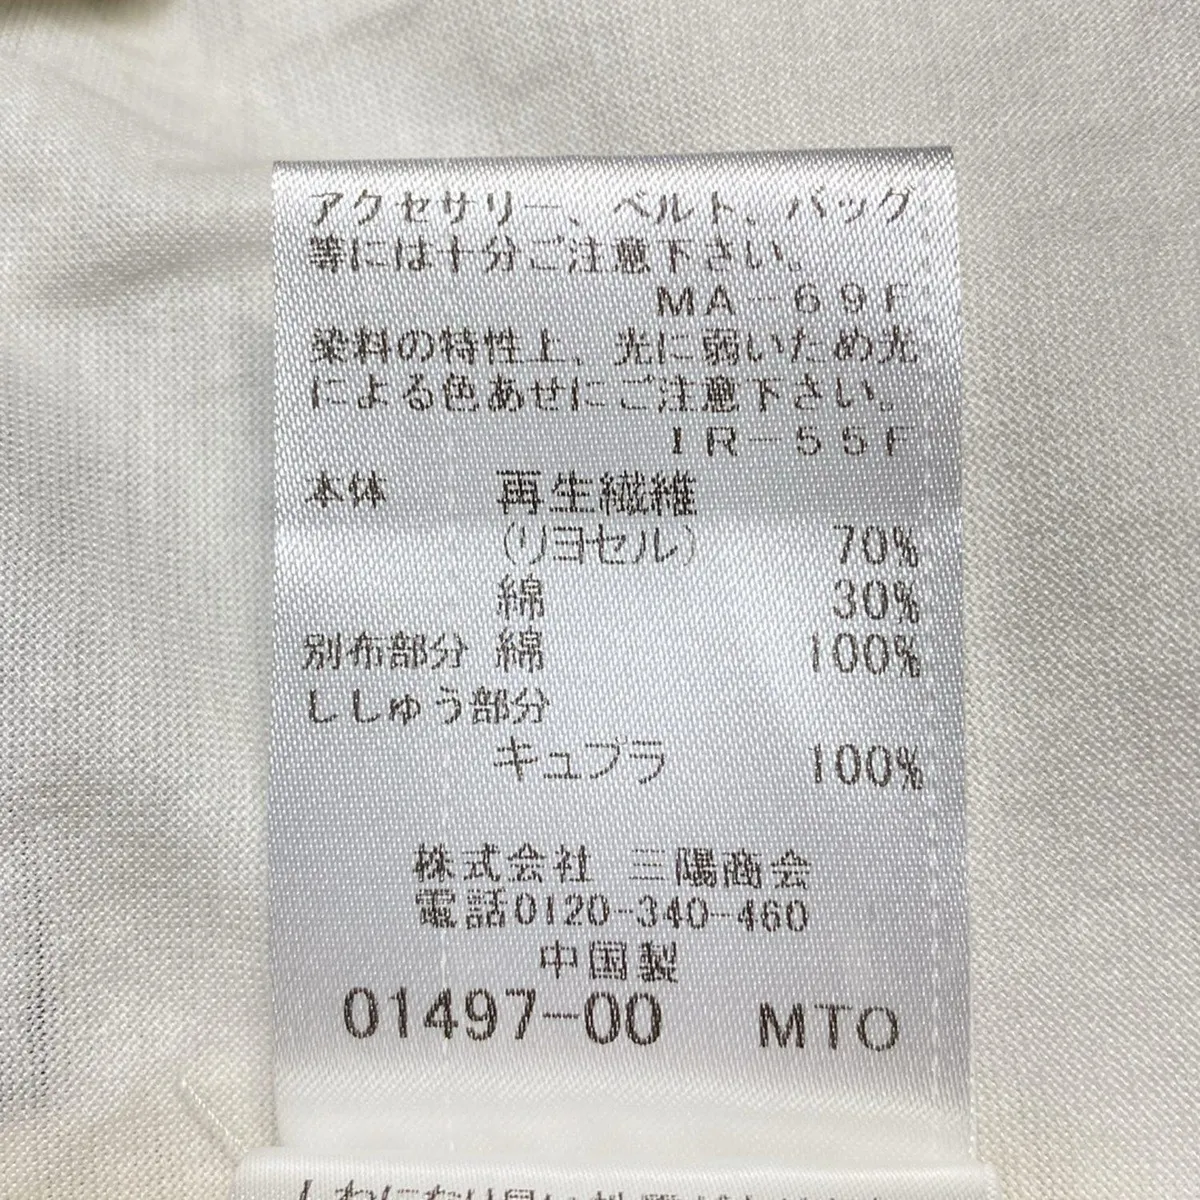 アクセサリー、ベルト、バッグ
等には十分ご注意下さい。
MA-69F
染料の特性上、光に弱いため光
による色あせにご注意下さい。
IR-55F
本体 再生繊維
(リヨセル) 70%
綿 30%
別布部分 綿 100%
ししゅう部分
キュプラ 100%
株式会社 三陽商会
電話0120-340-460
中国製
01497-00 MTO